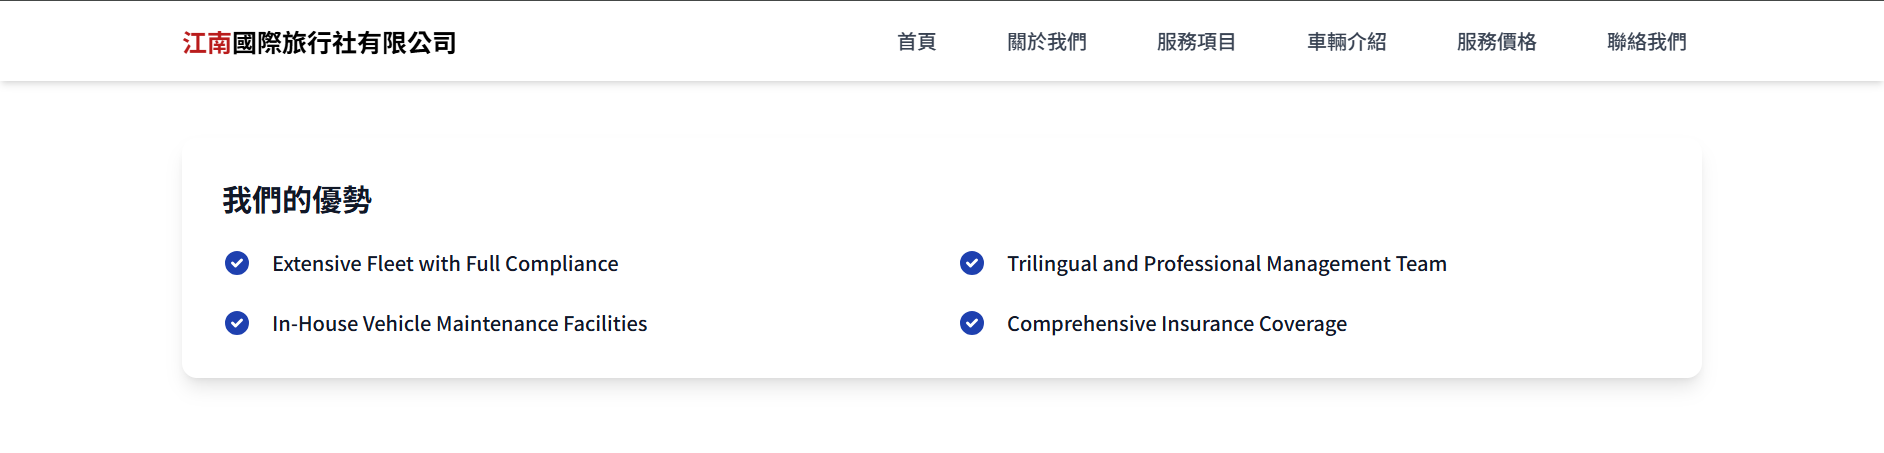 江南國際旅行社有限公司 首頁 關於我們 服務項目 車輛介紹 服務價格 聯絡我們
我們的優勢
Extensive Fleet with Full Compliance
Trilingual and Professional Management Team
In-House Vehicle Maintenance Facilities
Comprehensive Insurance Coverage